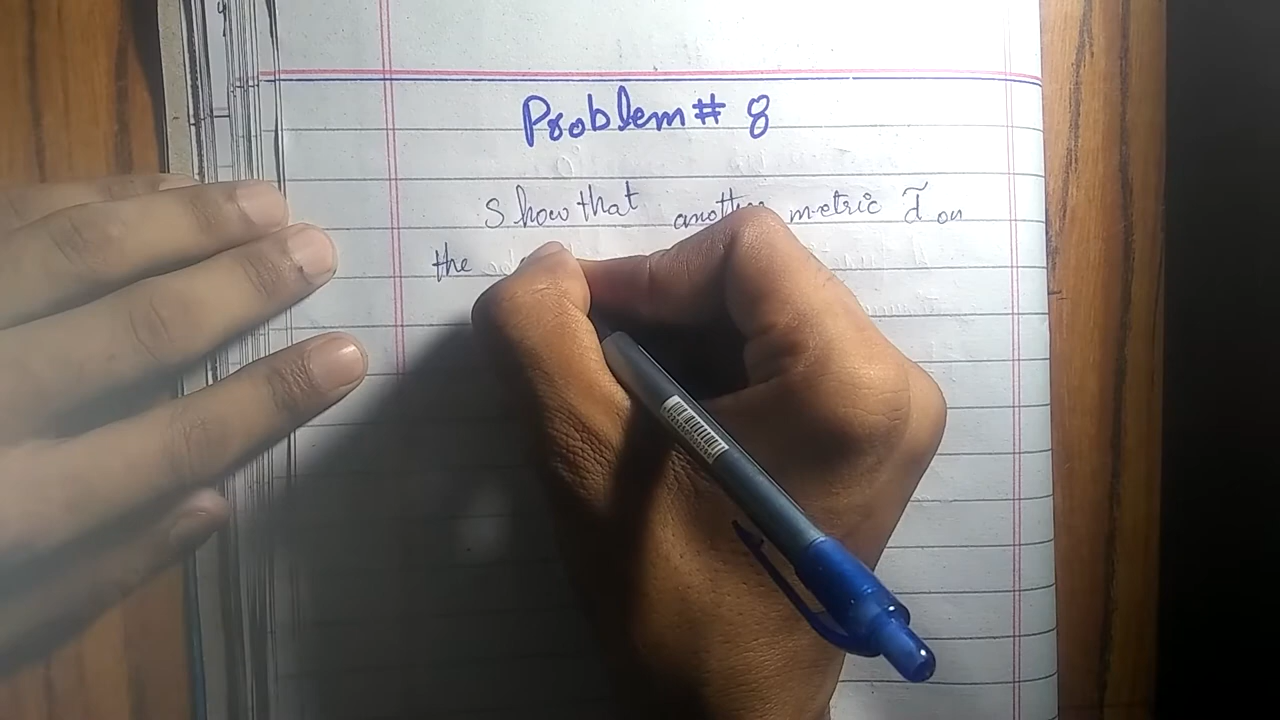 Problem # 8
Show that another metric d̃ on
the